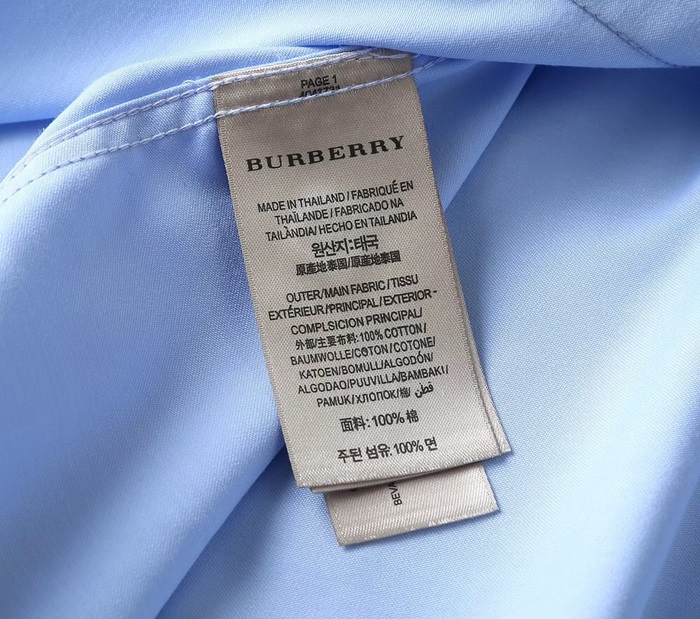 PAGE 1
BURBERRY
MADE IN THAILAND / FABRIQUÉ EN
THAÏLANDE / FABRICADO NA
TAILÀNDIA/ HECHO EN TAILANDIA
원산지:태국
原產地泰国/原產地泰国
OUTER/MAIN FABRIC / TISSU
EXTÉRIEUR/PRINCIPAL / EXTERIOR-
COMPLSICION PRINCIPAL/
外部/主要布料:100% COTTON/
BAUMWOLLE/COTON/COTONE/
KATOEN/BOMULL/ALGODÓN/
ALGODAO/PUUVILLA/BAMBAKI/
PAMUK/ХЛОПОК/棉/ قطن
面料: 100% 棉
주된 섬유. 100% 면